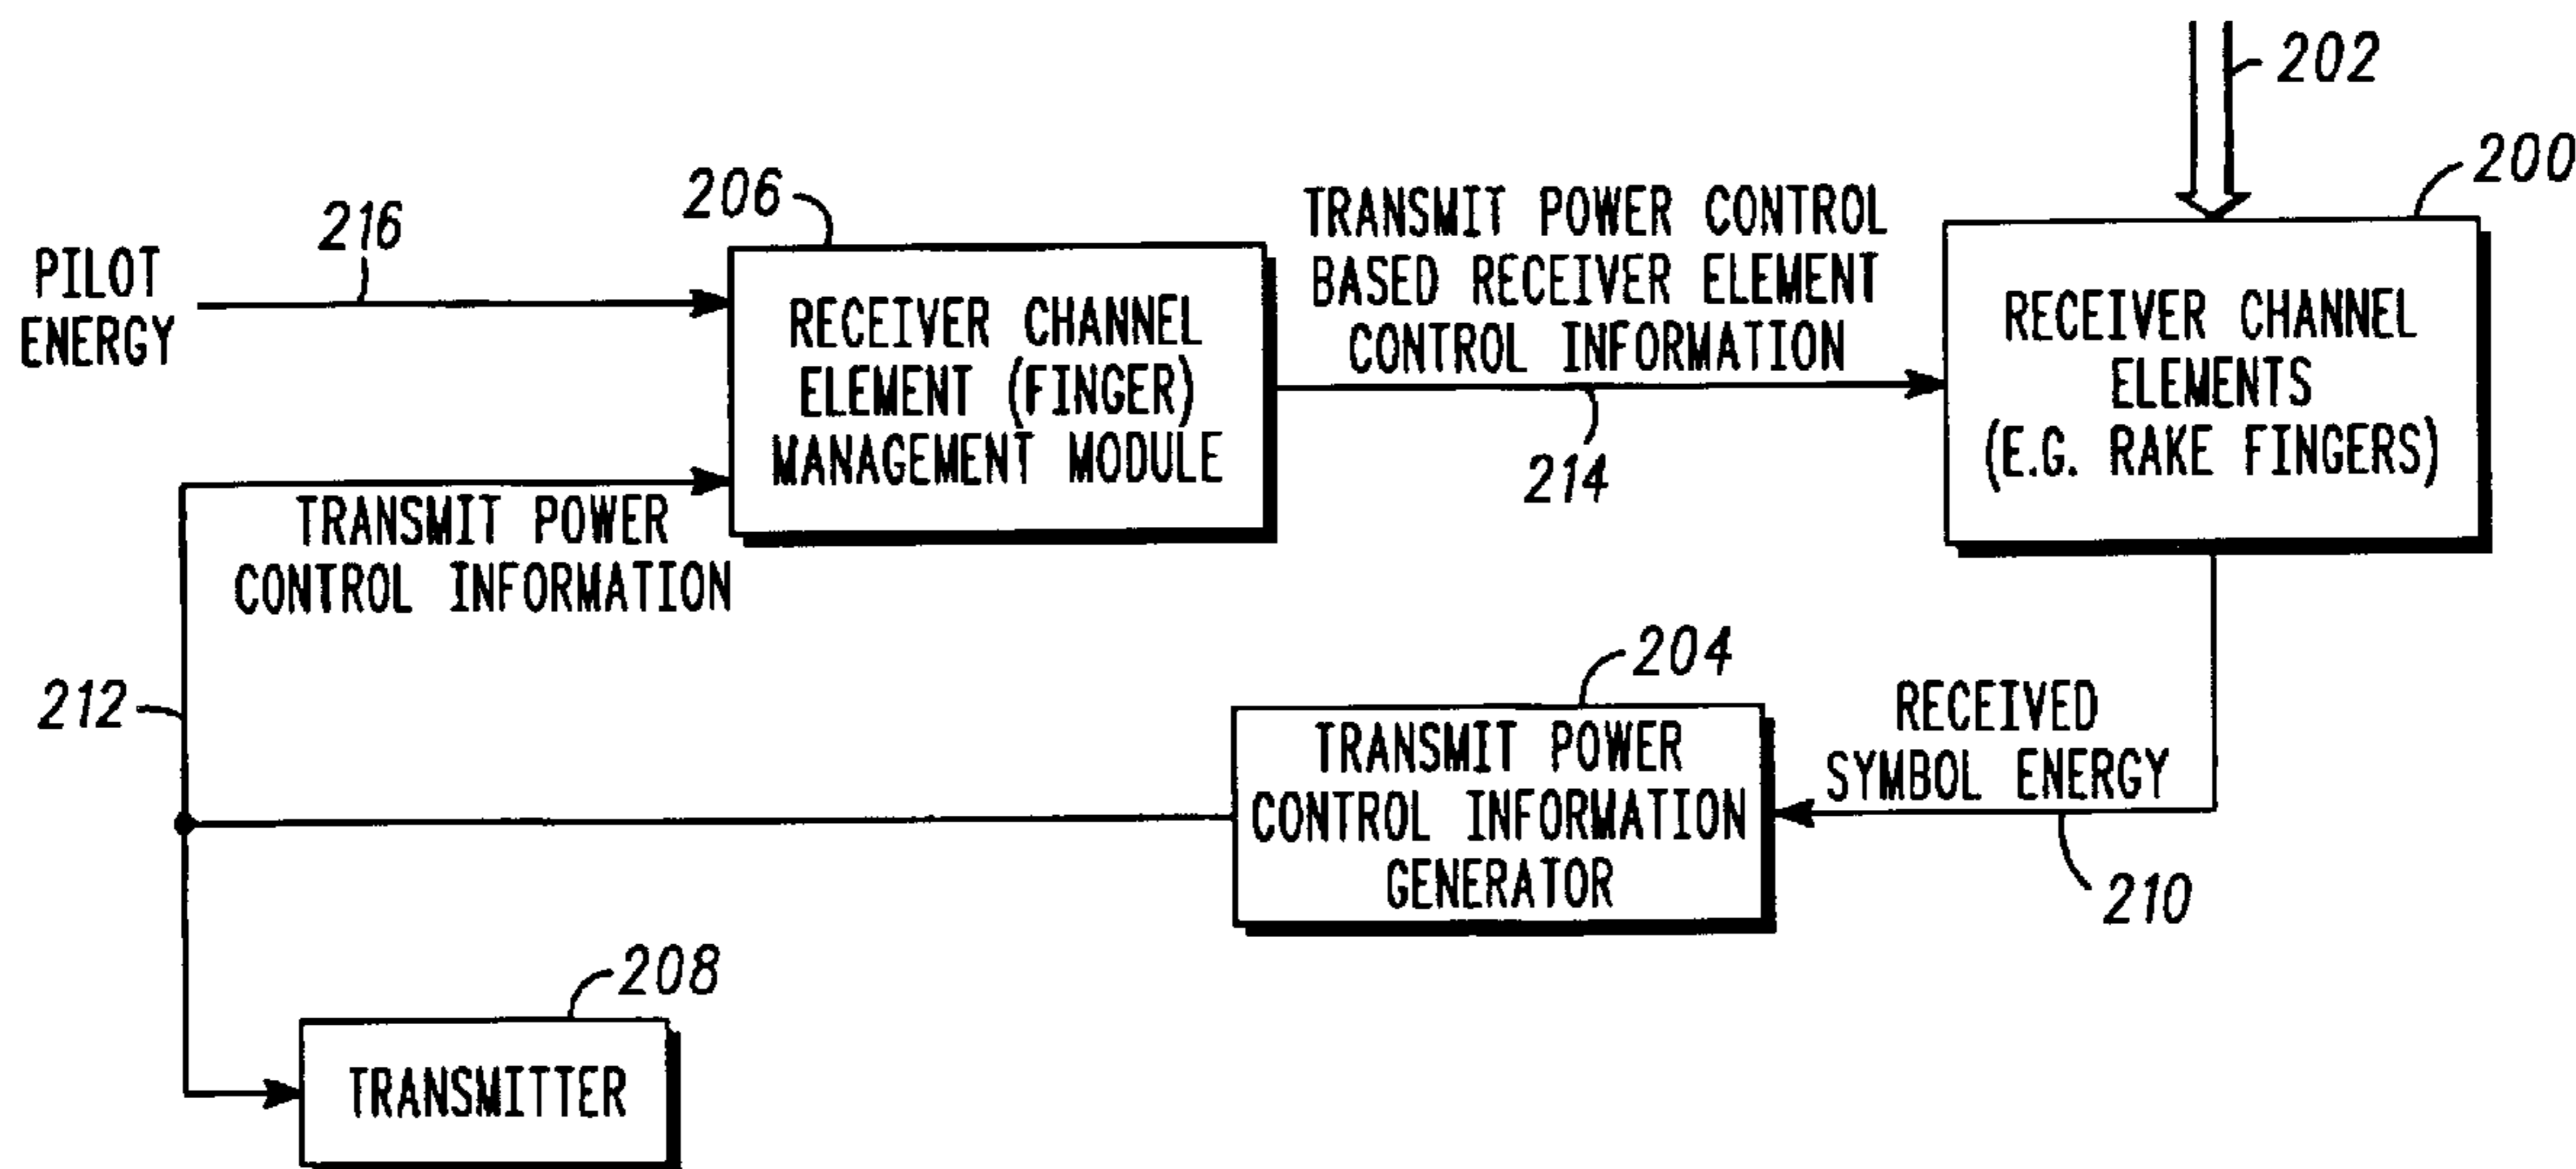 202
200
206
TRANSMIT POWER CONTROL
BASED RECEIVER ELEMENT
CONTROL INFORMATION
216
PILOT
ENERGY
RECEIVER CHANNEL
ELEMENT (FINGER)
MANAGEMENT MODULE
RECEIVER CHANNEL
ELEMENTS
(E.G. RAKE FINGERS)
214
TRANSMIT POWER
CONTROL INFORMATION
204
212
RECEIVED
SYMBOL ENERGY
TRANSMIT POWER
CONTROL INFORMATION
GENERATOR
210
208
TRANSMITTER